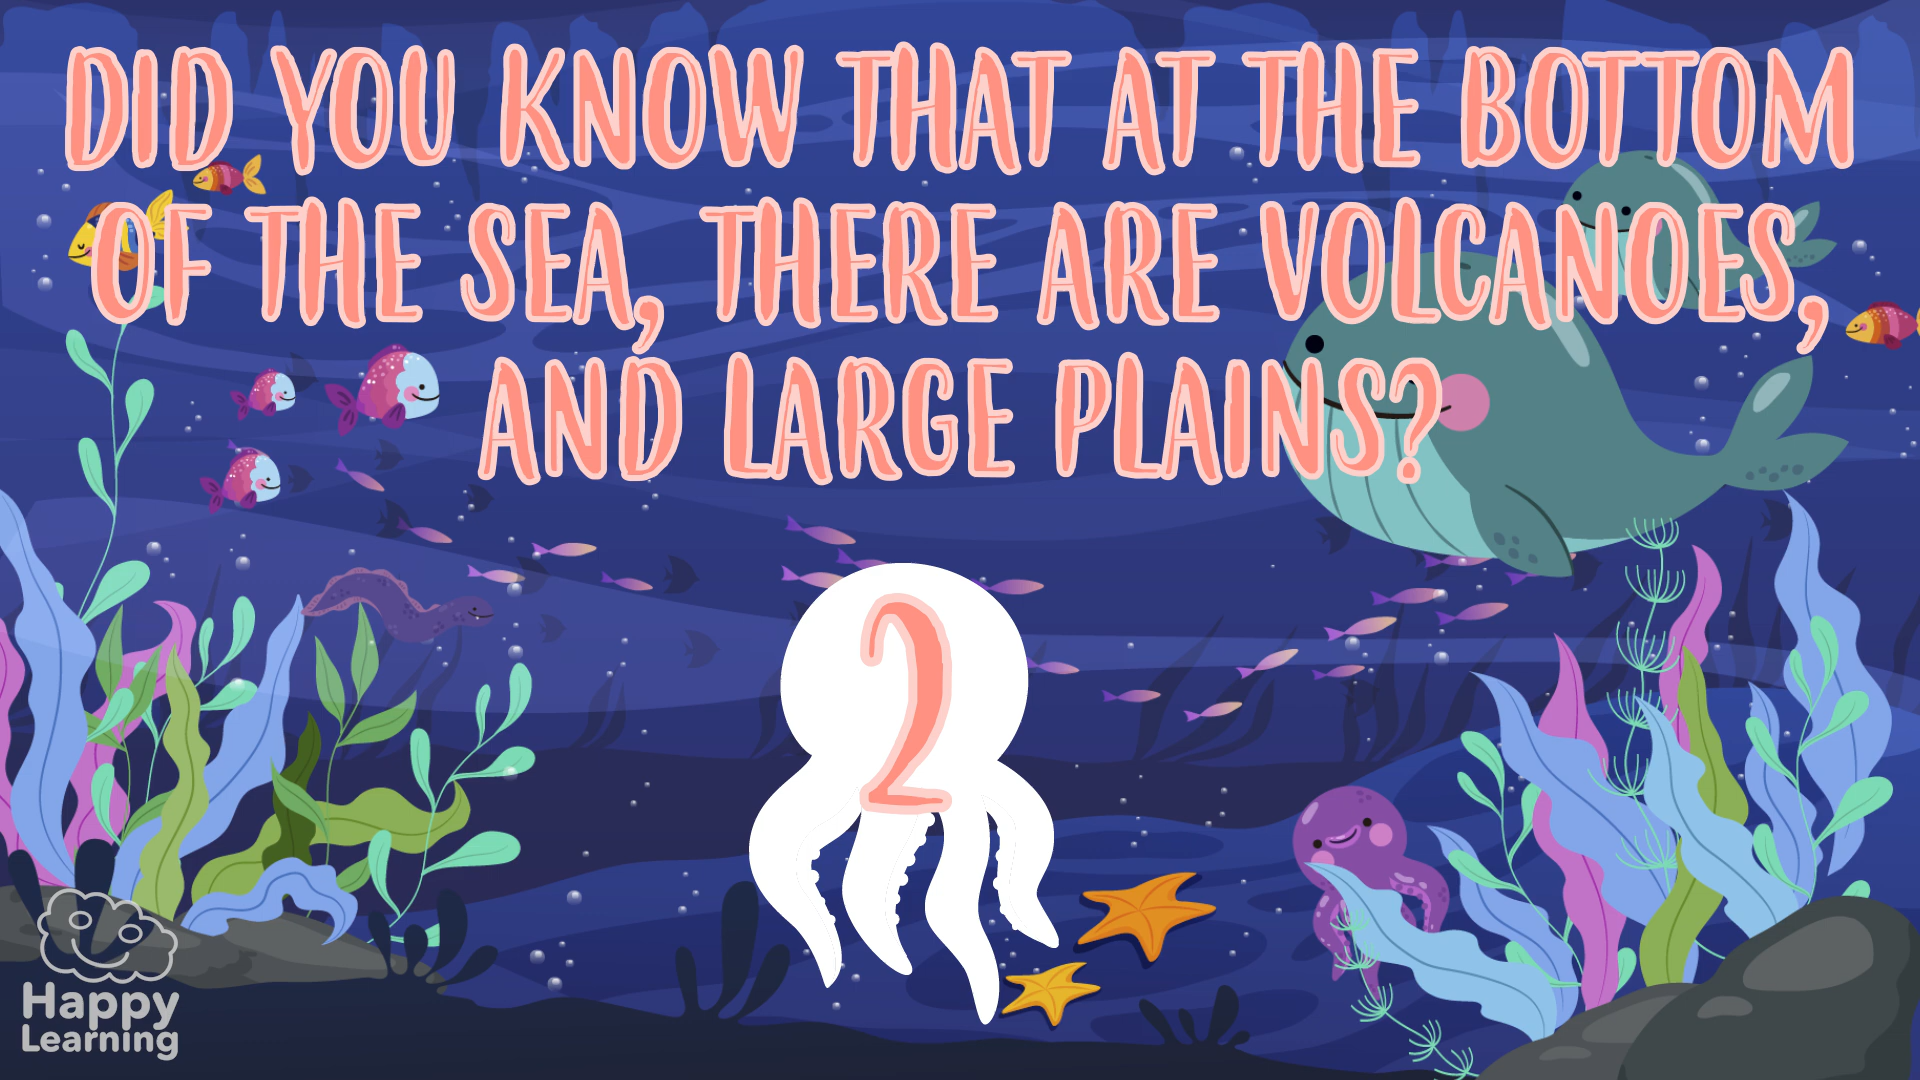 DID YOU KNOW THAT AT THE BOTTOM
OF THE SEA, THERE ARE VOLCANOES,
AND LARGE PLAINS?
2
Happy
Learning